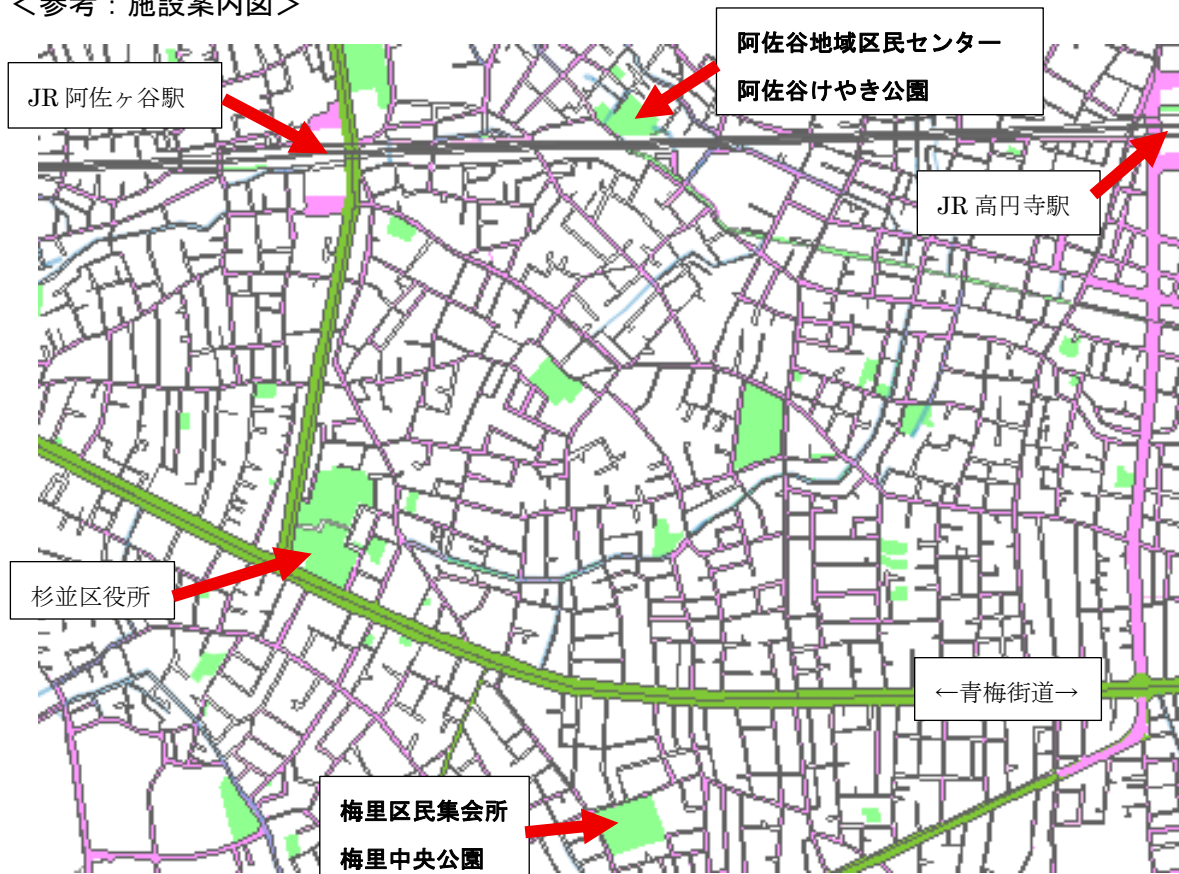 ＜参考：施設案内図＞
阿佐谷地域区民センター
阿佐谷けやき公園
JR 阿佐ヶ谷駅
JR 高円寺駅
杉並区役所
←青梅街道→
梅里区民集会所
梅里中央公園